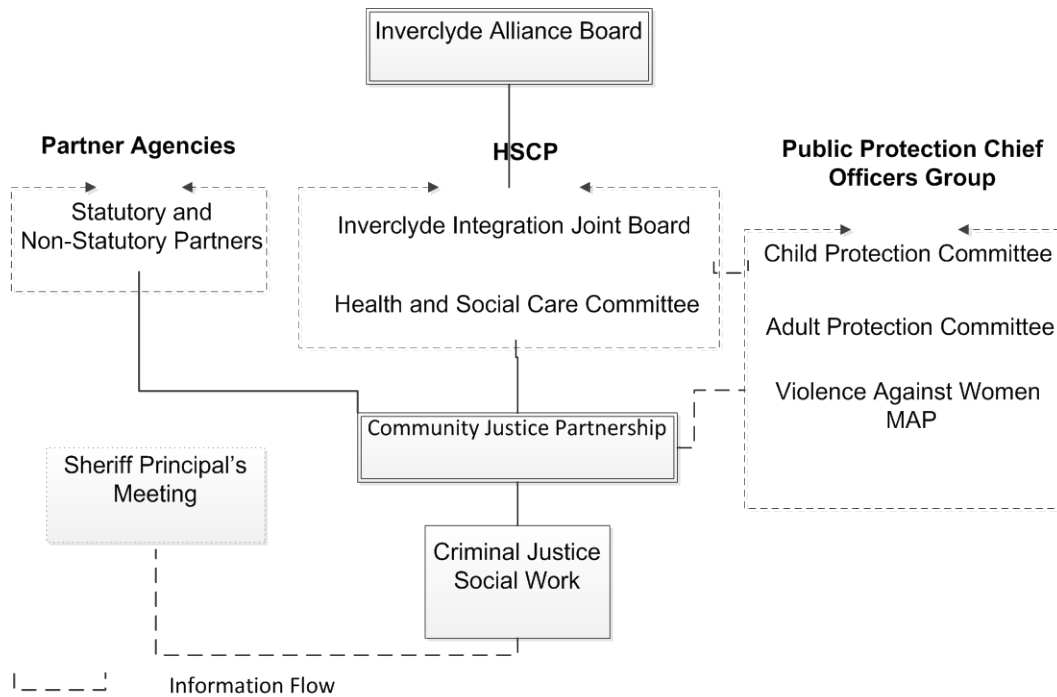 Inverclyde Alliance Board
Partner Agencies
Statutory and
Non-Statutory Partners
HSCP
Inverclyde Integration Joint Board
Health and Social Care Committee
Public Protection Chief
Officers Group
Child Protection Committee
Adult Protection Committee
Violence Against Women
MAP
Community Justice Partnership
Sheriff Principal's
Meeting
Criminal Justice
Social Work
Information Flow